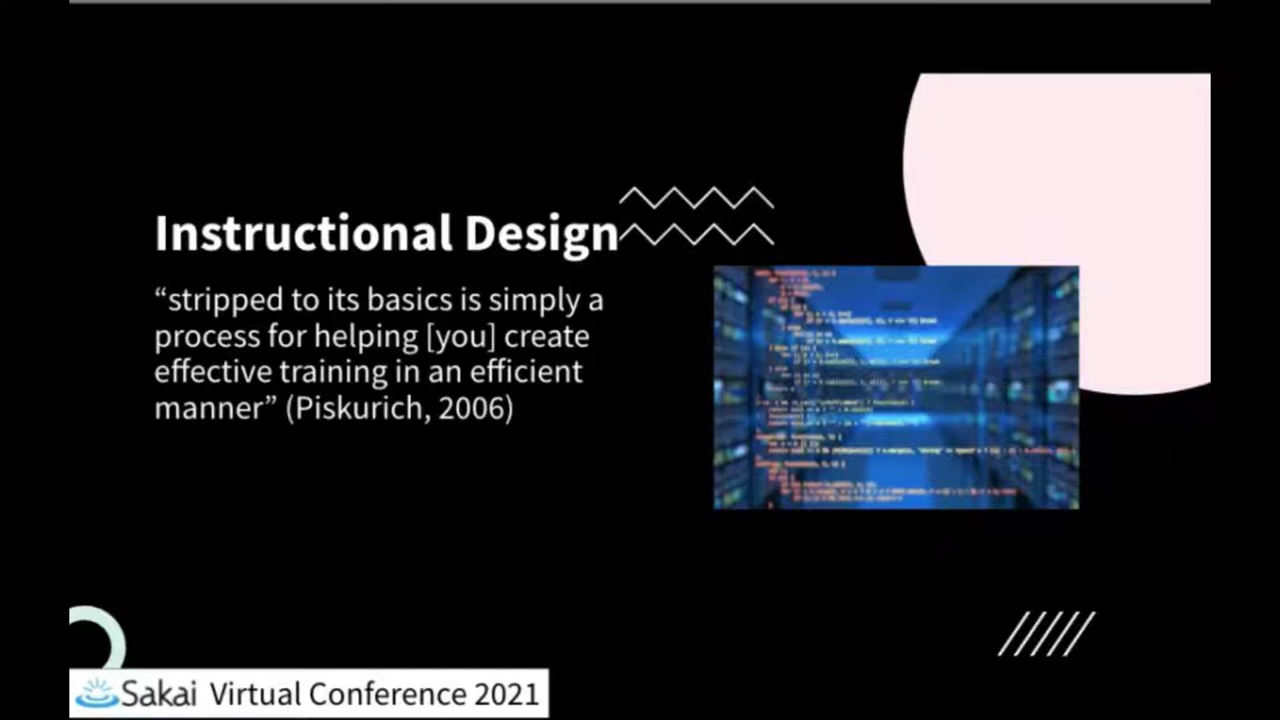 Instructional Design
“stripped to its basics is simply a
process for helping [you] create
effective training in an efficient
manner” (Piskurich, 2006)
Sakai Virtual Conference 2021